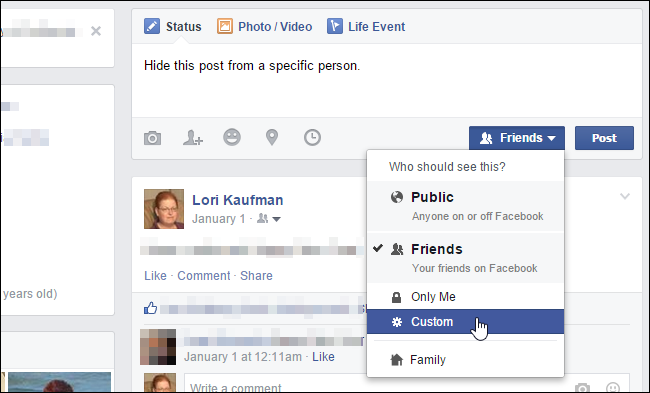 Status Photo / Video Life Event
Hide this post from a specific person.
Friends Post
Who should see this?
Public
Anyone on or off Facebook
Friends
Your friends on Facebook
Only Me
Custom
Family
Lori Kaufman
January 1 ·
Like · Comment · Share
years old)
January 1 at 12:11am · Like
Write a comment